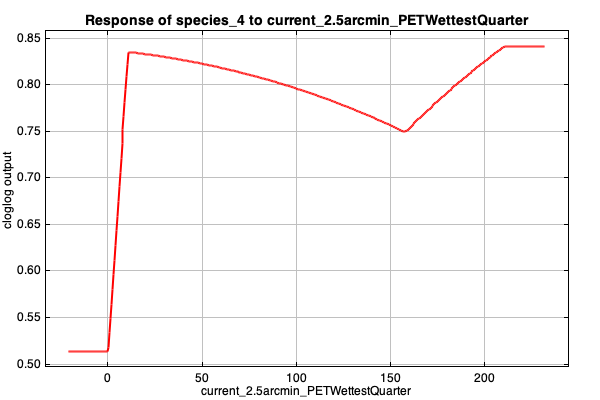 Response of species_4 to current_2.5arcmin_PETWettestQuarter
0.85
0.80
0.75
0.70
0.65
0.60
0.55
0.50
cloglog output
0 50 100 150 200
current_2.5arcmin_PETWettestQuarter